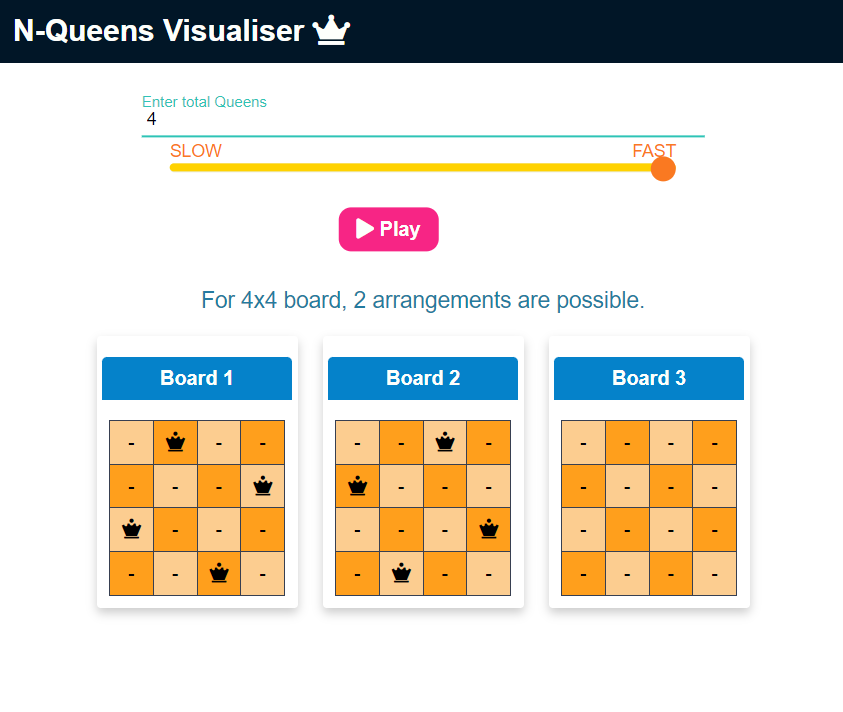 N-Queens Visualiser
Enter total Queens
4
SLOW FAST
Play
For 4x4 board, 2 arrangements are possible.
Board 1 Board 2 Board 3
- - - - - - - - - -
- - - - - - - - - -
- - - - - - - - - -
- - - - - - - - - -